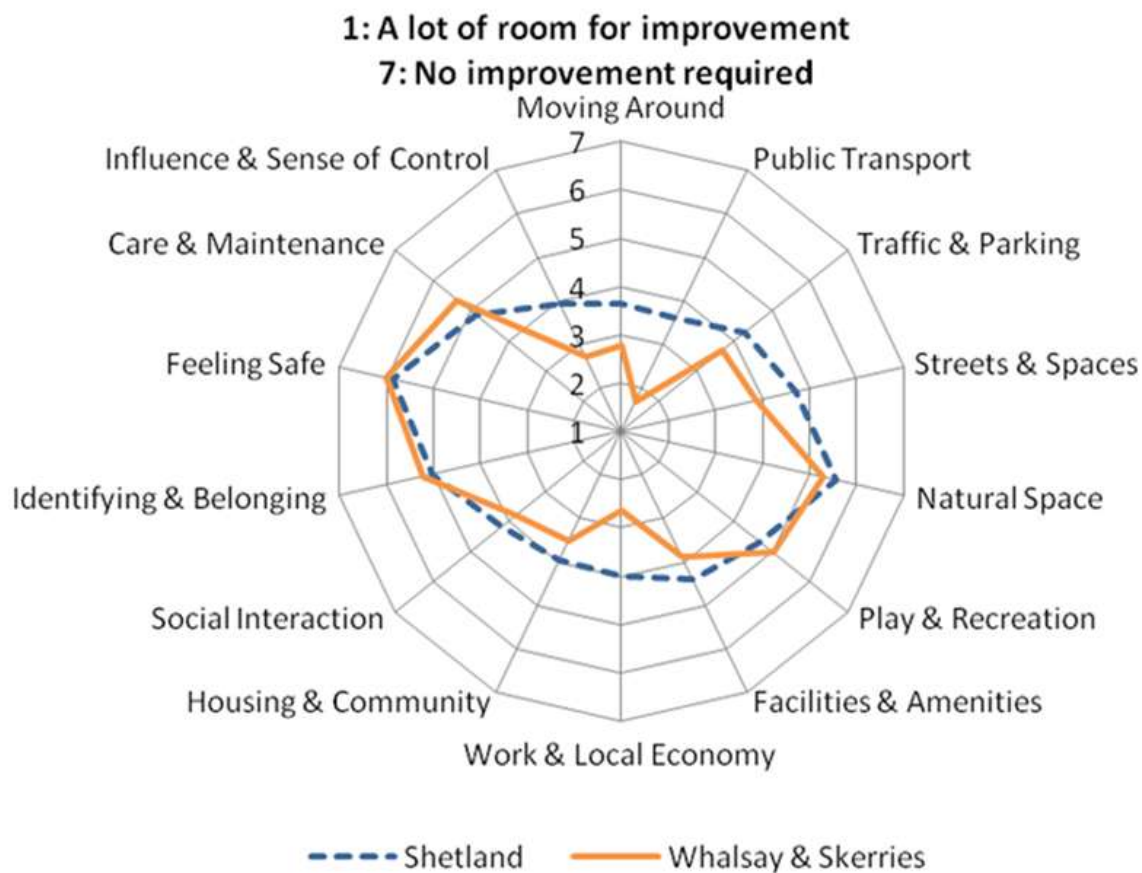 1: A lot of room for improvement
7: No improvement required
Moving Around
Public Transport
Traffic & Parking
Streets & Spaces
Natural Space
Play & Recreation
Facilities & Amenities
Work & Local Economy
Housing & Community
Social Interaction
Identifying & Belonging
Feeling Safe
Care & Maintenance
Influence & Sense of Control
7
6
5
4
3
2
1
Shetland
Whalsay & Skerries